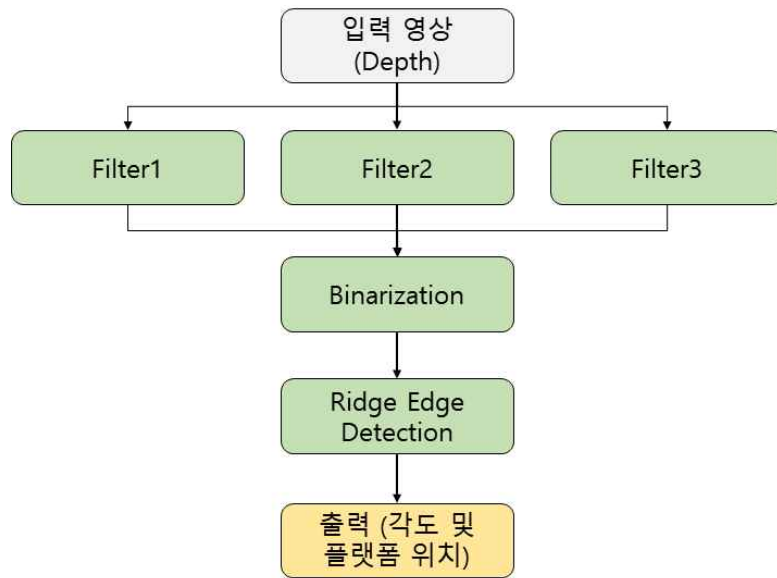 입력 영상
(Depth)
Filter1
Filter2
Filter3
Binarization
Ridge Edge
Detection
출력 (각도 및
플랫폼 위치)